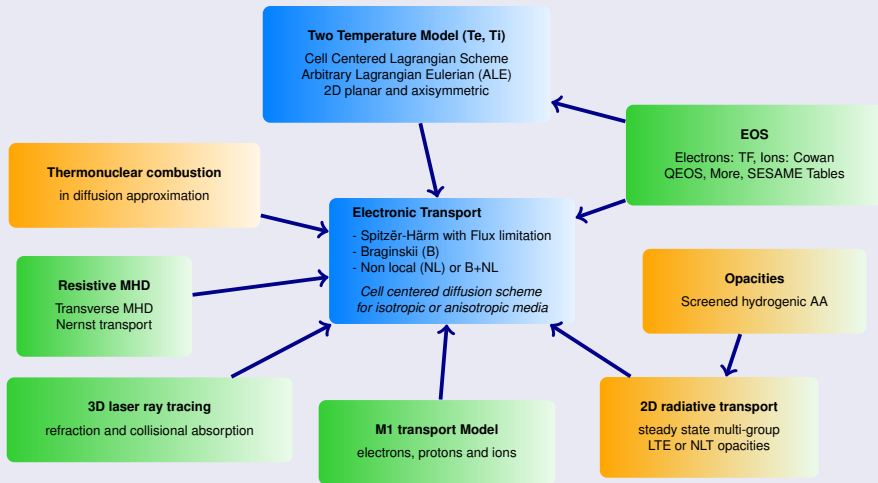 Two Temperature Model (Te, Ti)
Cell Centered Lagrangian Scheme
Arbitrary Lagrangian Eulerian (ALE)
2D planar and axisymmetric
EOS
Electrons: TF, Ions: Cowan
QEOS, More, SESAME Tables
Thermonuclear combustion
in diffusion approximation
Electronic Transport
- Spitzër-Härm with Flux limitation
- Braginskii (B)
- Non local (NL) or B+NL
Cell centered diffusion scheme
for isotropic or anisotropic media
Resistive MHD
Transverse MHD
Nernst transport
Opacities
Screened hydrogenic AA
3D laser ray tracing
refraction and collisional absorption
M1 transport Model
electrons, protons and ions
2D radiative transport
steady state multi-group
LTE or NLT opacities